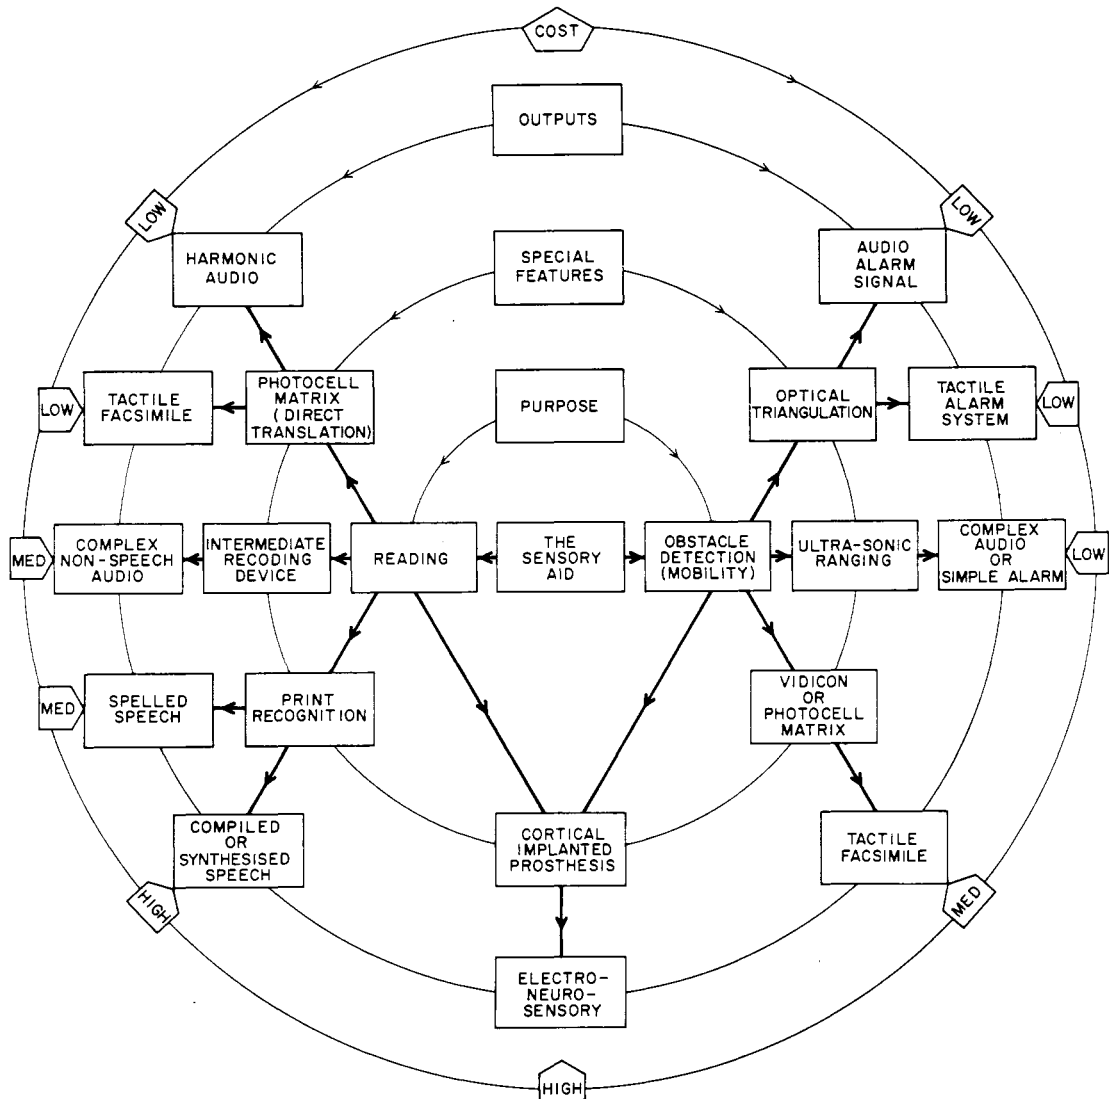 COST
OUTPUTS
LOW
LOW
HARMONIC
AUDIO
SPECIAL
FEATURES
AUDIO
ALARM
SIGNAL
LOW
TACTILE
FACSIMILE
PHOTOCELL
MATRIX
(DIRECT
TRANSLATION)
PURPOSE
OPTICAL
TRIANGULATION
TACTILE
ALARM
SYSTEM
LOW
MED
COMPLEX
NON-SPEECH
AUDIO
INTERMEDIATE
RECODING
DEVICE
READING
THE
SENSORY
AID
OBSTACLE
DETECTION
(MOBILITY)
ULTRA-SONIC
RANGING
COMPLEX
AUDIO
OR
SIMPLE ALARM
LOW
MED
SPELLED
SPEECH
PRINT
RECOGNITION
VIDICON
OR
PHOTOCELL
MATRIX
COMPILED
OR
SYNTHESISED
SPEECH
CORTICAL
IMPLANTED
PROSTHESIS
TACTILE
FACSIMILE
HIGH
MED
ELECTRO-
NEURO-
SENSORY
HIGH